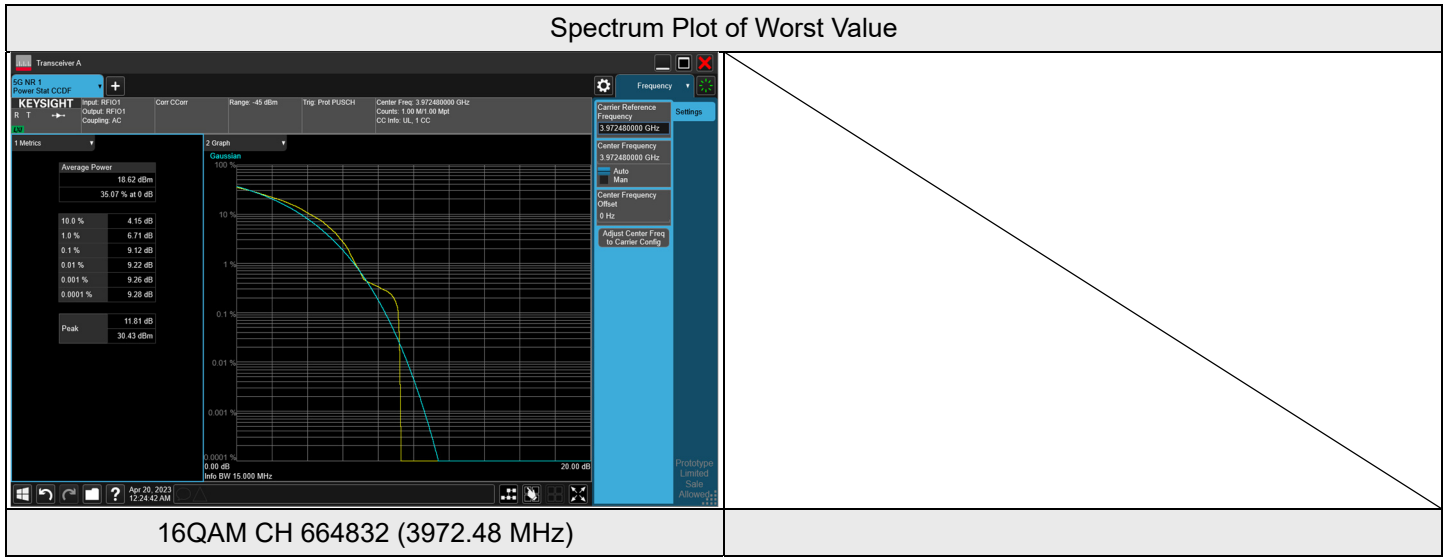 Spectrum Plot of Worst Value
Transceiver A
5G NR 1
Power Stat CCDF
+
Frequency
KEYSIGHT
R T
LXI
Input: RFIO1
Output: RFIO1
Coupling: AC
Corr CCorr
Range: -45 dBm
Trig: Prot PUSCH
Center Freq: 3.972480000 GHz
Counts: 1.00 M/1.00 Mpt
CC Info: UL, 1 CC
1 Metrics
Average Power
18.62 dBm
35.07 % at 0 dB
10.0 % 4.15 dB
1.0 % 6.71 dB
0.1 % 9.12 dB
0.01 % 9.22 dB
0.001 % 9.26 dB
0.0001 % 9.28 dB
Peak
11.81 dB
30.43 dBm
2 Graph
Gaussian
100 %
10 %
1 %
0.1 %
0.01 %
0.001 %
0.0001 %
0.00 dB
20.00 dB
Info BW 15.000 MHz
Carrier Reference
Frequency
3.972480000 GHz
Center Frequency
3.972480000 GHz
Auto
Man
Center Frequency
Offset
0 Hz
Adjust Center Freq
to Carrier Config
Settings
Prototype
Limited
Sale
Allowed
?
Apr 20, 2023
12:24:42 AM
16QAM CH 664832 (3972.48 MHz)